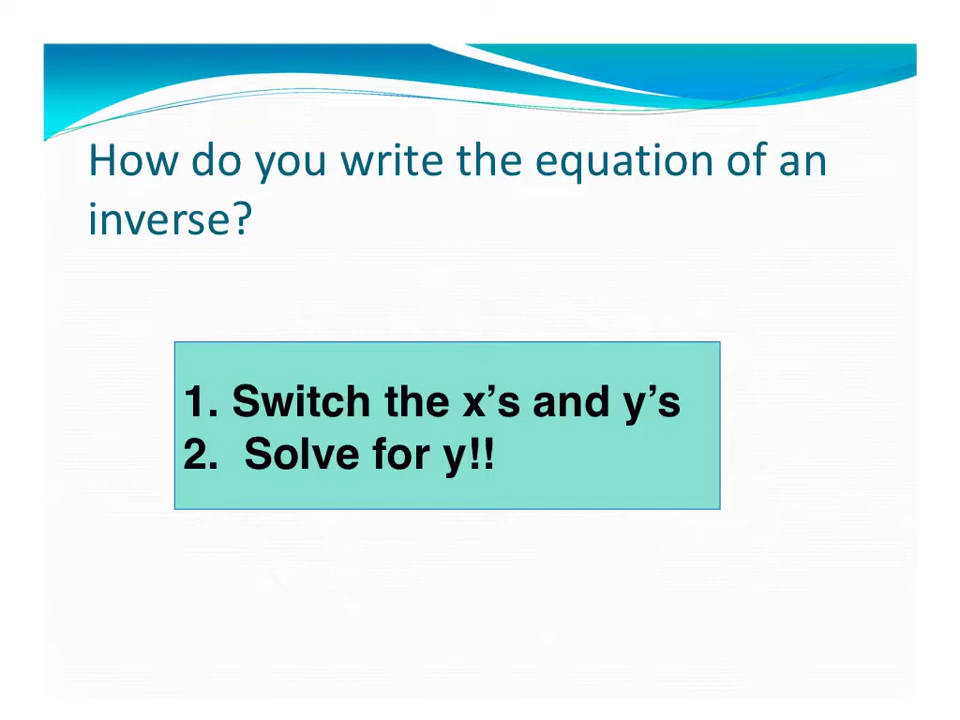 How do you write the equation of an
inverse?
1. Switch the x’s and y’s
2.  Solve for y!!